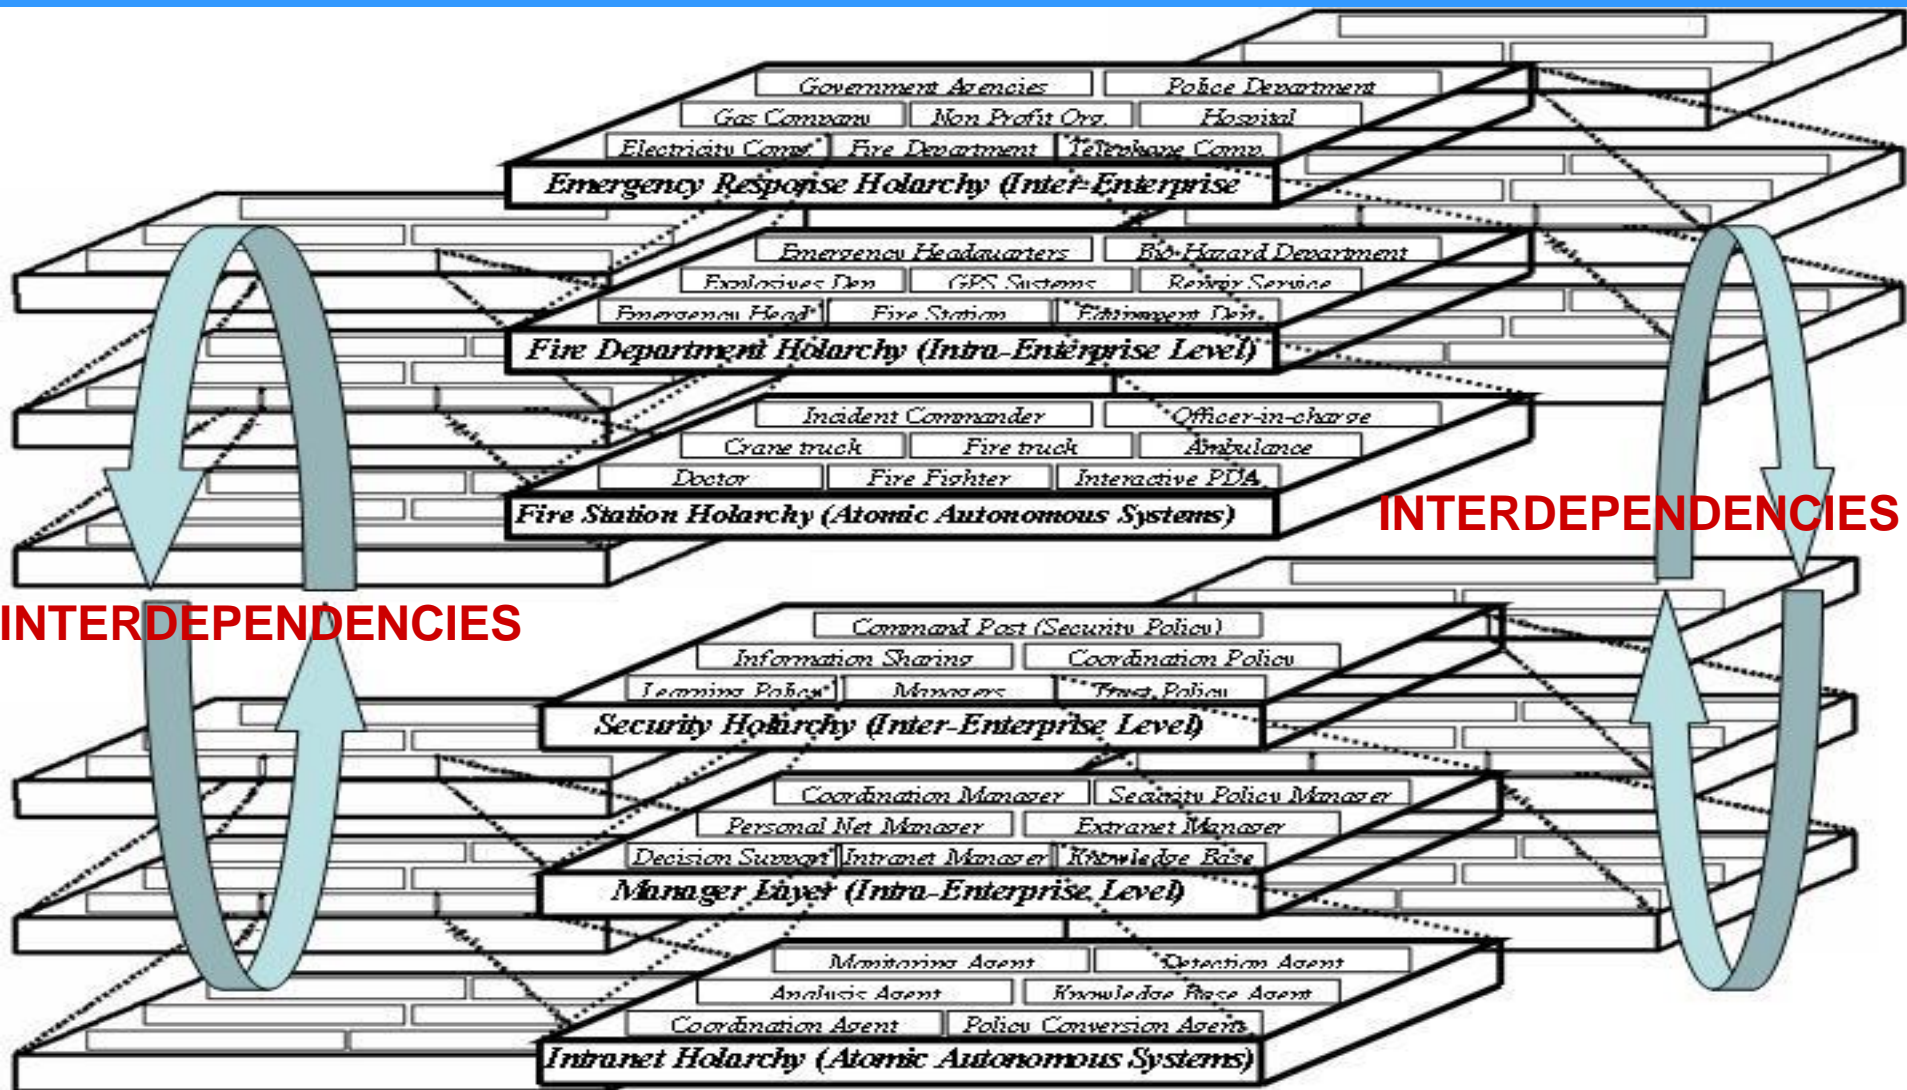 Government Agencies Police Department
Gas Company Non Profit Org. Hospital
Electricity Comp. Fire Department Telephone Comp.
Emergency Response Holarchy (Inter-Enterprise
Emergency Headquarters Bio-Hazard Department
Explosives Dep GPS Systems Repair Service
Emergency Head Fire Station Equipment Dep.
Fire Department Holarchy (Intra-Enterprise Level)
Incident Commander Officer-in-charge
Crane truck Fire truck Ambulance
Doctor Fire Fighter Interactive PDA
Fire Station Holarchy (Atomic Autonomous Systems)
INTERDEPENDENCIES
INTERDEPENDENCIES
Command Post (Security Policy)
Information Sharing Coordination Policy
Learning Policy Managers Trust Policy
Security Holarchy (Inter-Enterprise Level)
Coordination Manager Security Policy Manager
Personal Net Manager Extranet Manager
Decision Support Intranet Manager Knowledge Base
Manager Layer (Intra-Enterprise Level)
Monitoring Agent Detection Agent
Analysis Agent Knowledge Base Agent
Coordination Agent Policy Conversion Agent
Intranet Holarchy (Atomic Autonomous Systems)